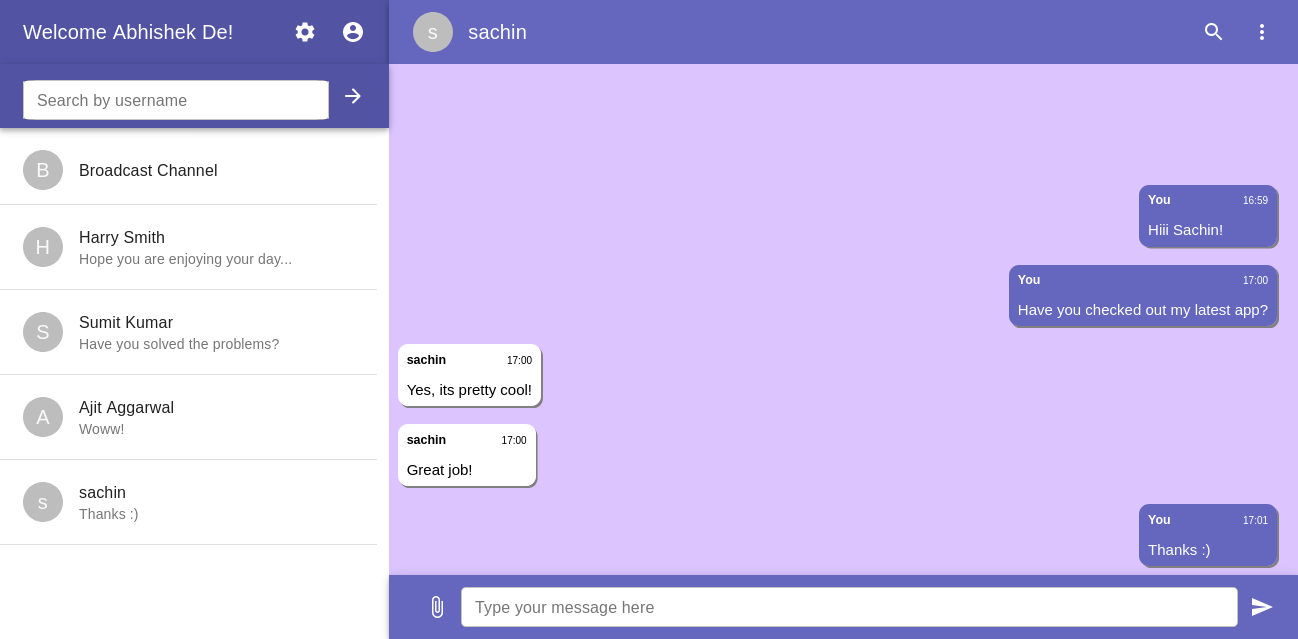 Welcome Abhishek De!
Search by username
B
Broadcast Channel
H
Harry Smith
Hope you are enjoying your day...
S
Sumit Kumar
Have you solved the problems?
A
Ajit Aggarwal
Woww!
s
sachin
Thanks :)
s
sachin
You 16:59
Hiii Sachin!
You 17:00
Have you checked out my latest app?
sachin 17:00
Yes, its pretty cool!
sachin 17:00
Great job!
You 17:01
Thanks :)
Type your message here